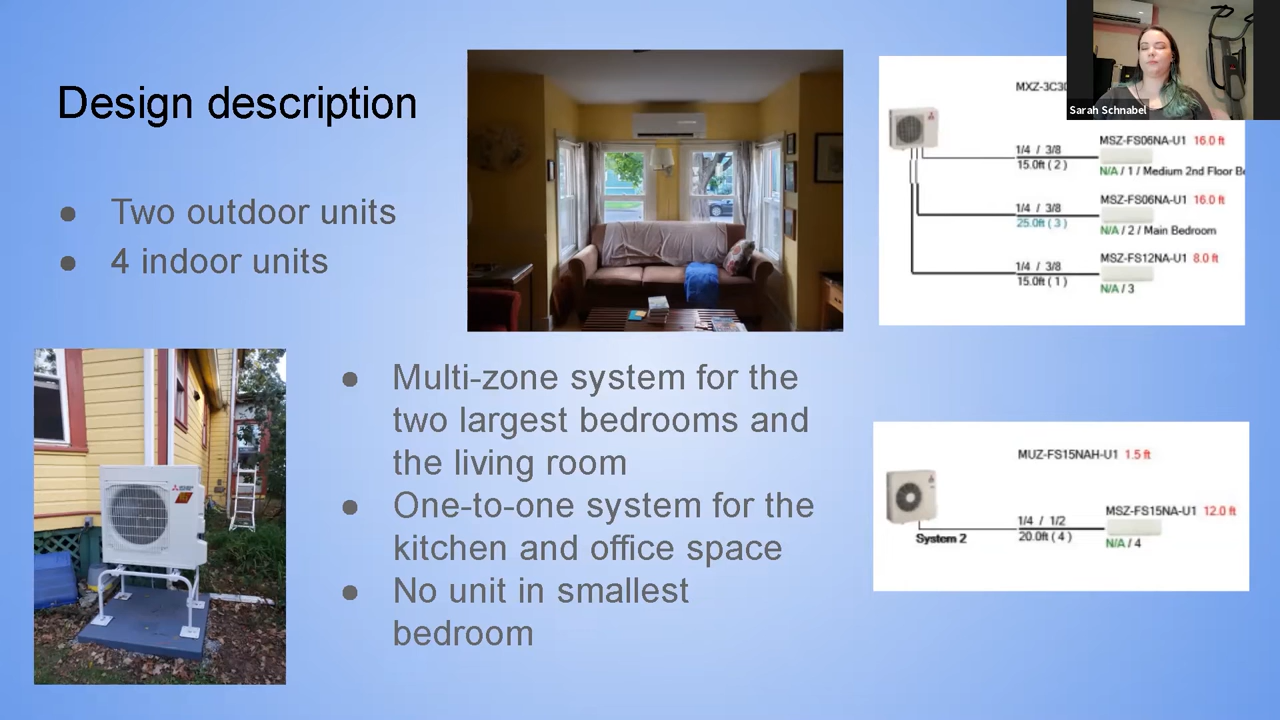 Design description
● Two outdoor units
● 4 indoor units
● Multi-zone system for the
two largest bedrooms and
the living room
● One-to-one system for the
kitchen and office space
● No unit in smallest
bedroom
MXZ-3C30
Sarah Schnabel
1/4 / 3/8
15.0ft ( 2 )
MSZ-FS06NA-U1 16.0 ft
N/A / 1 / Medium 2nd Floor
1/4 / 3/8
25.0ft ( 3 )
MSZ-FS06NA-U1 16.0 ft
N/A / 2 / Main Bedroom
1/4 / 3/8
15.0ft ( 1 )
MSZ-FS12NA-U1 8.0 ft
N/A / 3
MUZ-FS15NAH-U1 1.5 ft
System 2
1/4 / 1/2
20.0ft ( 4 )
MSZ-FS15NA-U1 12.0 ft
N/A / 4